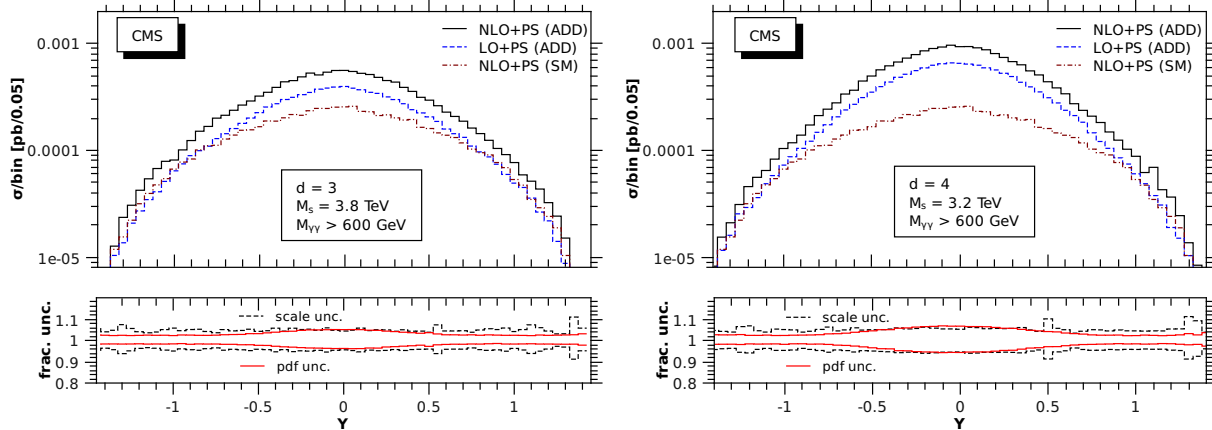 CMS
NLO+PS (ADD)
LO+PS (ADD)
NLO+PS (SM)
0.001
0.0001
1e-05
σ/bin [pb/0.05]
d = 3
Ms = 3.8 TeV
Mγγ > 600 GeV
scale unc.
pdf unc.
1.1
1
0.9
0.8
frac. unc.
-1
-0.5
0
0.5
1
Y
CMS
NLO+PS (ADD)
LO+PS (ADD)
NLO+PS (SM)
0.001
0.0001
1e-05
σ/bin [pb/0.05]
d = 4
Ms = 3.2 TeV
Mγγ > 600 GeV
scale unc.
pdf unc.
1.1
1
0.9
0.8
frac. unc.
-1
-0.5
0
0.5
1
Y